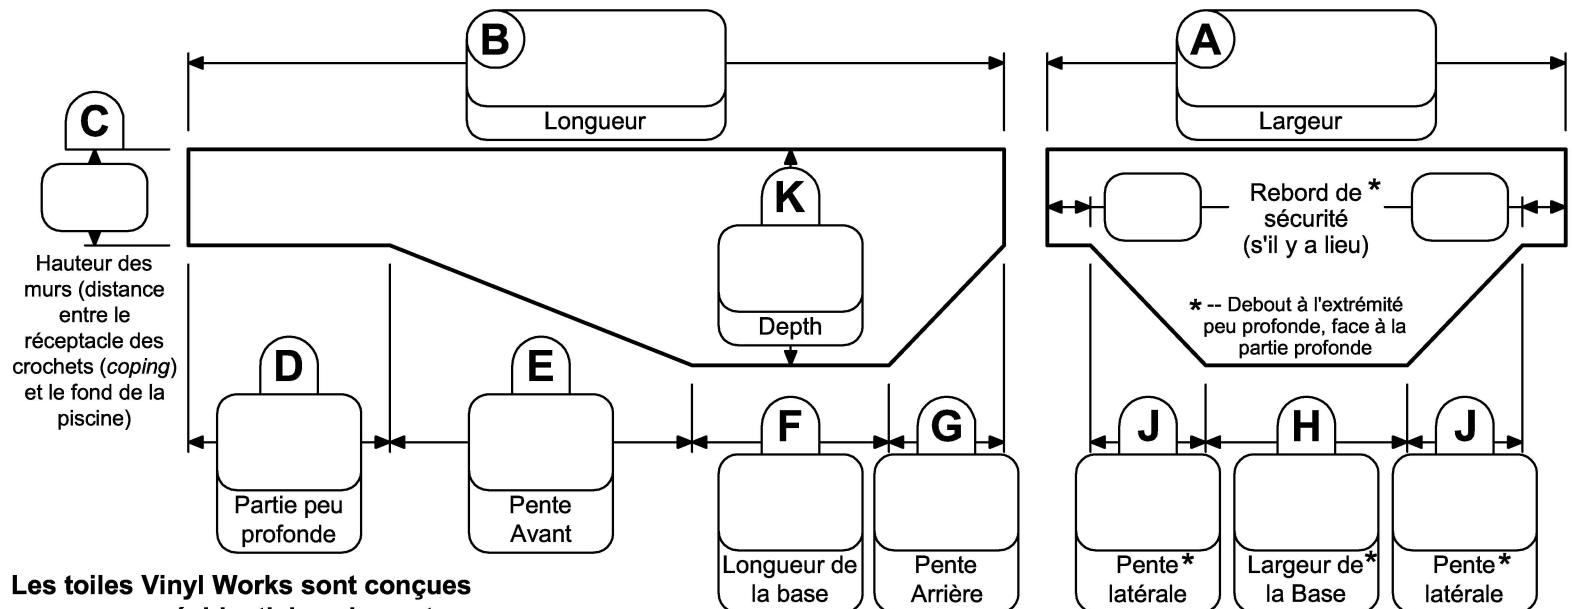 B
Longueur
A
Largeur
C
K
Depth
Rebord de *
sécurité
(s'il y a lieu)
* -- Debout à l'extrémité
peu profonde, face à la
partie profonde
Hauteur des
murs (distance
entre le
réceptacle des
crochets (coping)
et le fond de la
piscine)
D
Partie peu
profonde
E
Pente
Avant
F
Longueur de
la base
G
Pente
Arrière
J
Pente*
latérale
H
Largeur de*
la Base
J
Pente*
latérale
Les toiles Vinyl Works sont conçues